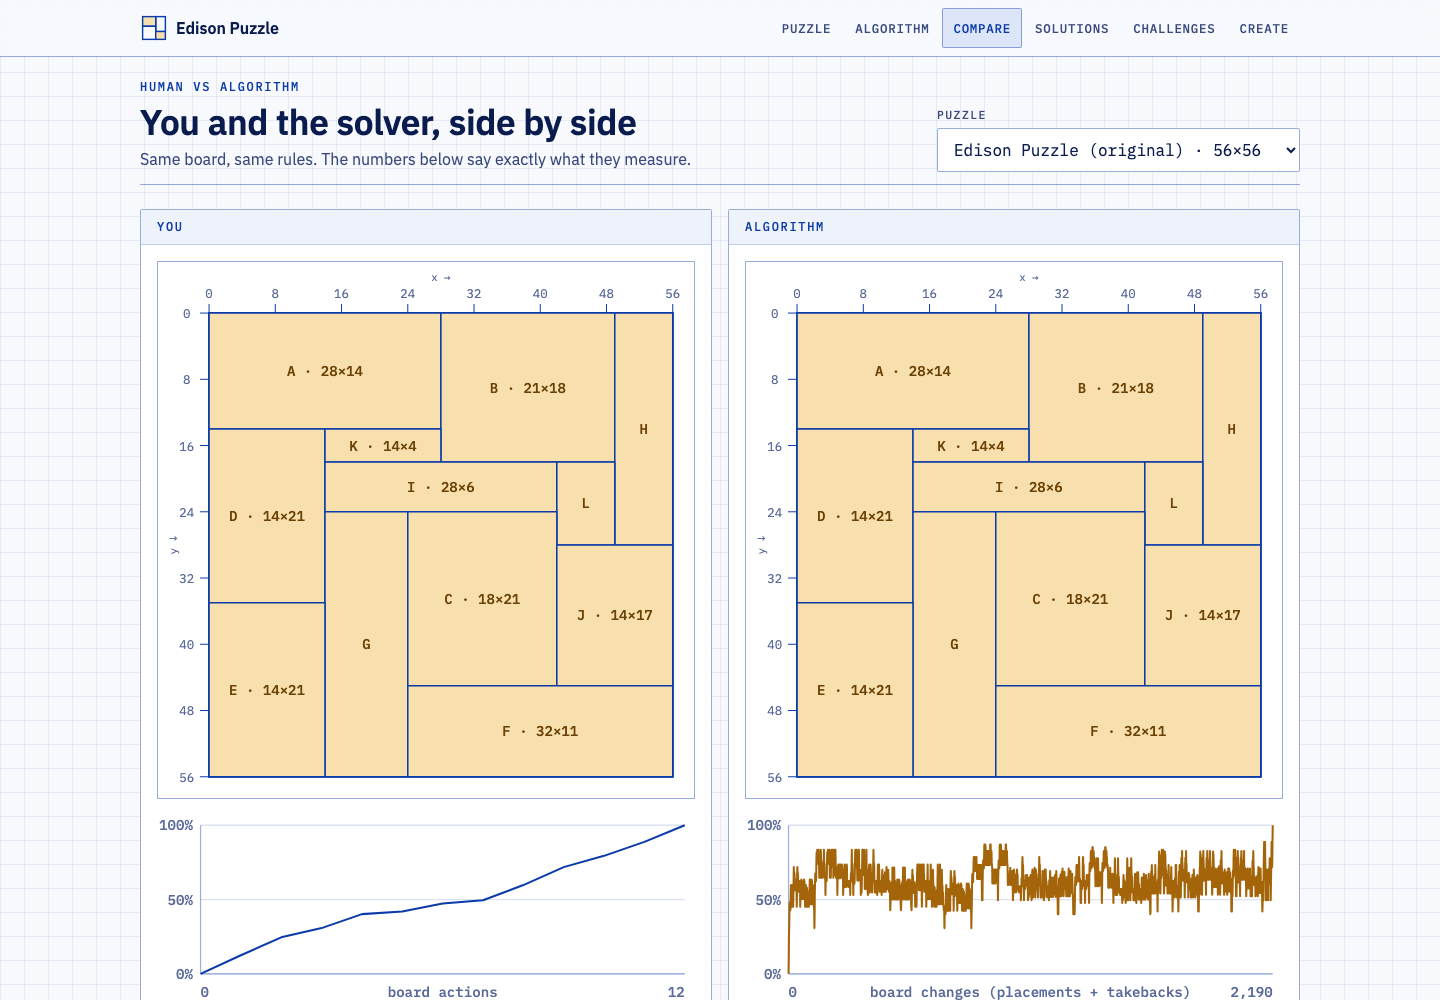 Edison Puzzle
PUZZLE ALGORITHM COMPARE SOLUTIONS CHALLENGES CREATE
HUMAN VS ALGORITHM
You and the solver, side by side
Same board, same rules. The numbers below say exactly what they measure.
PUZZLE
Edison Puzzle (original) · 56×56
YOU
x →
0 8 16 24 32 40 48 56
0
8
16
24
32
40
48
56
y →
A · 28×14
B · 21×18
H
K · 14×4
I · 28×6
L
D · 14×21
C · 18×21
J · 14×17
G
E · 14×21
F · 32×11
100%
50%
0%
0 board actions 12
ALGORITHM
x →
0 8 16 24 32 40 48 56
0
8
16
24
32
40
48
56
y →
A · 28×14
B · 21×18
H
K · 14×4
I · 28×6
L
D · 14×21
C · 18×21
J · 14×17
G
E · 14×21
F · 32×11
100%
50%
0%
0 board changes (placements + takebacks) 2,190